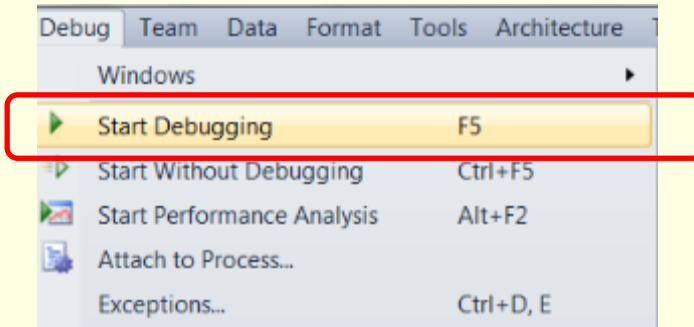 Debug Team Data Format Tools Architecture
Windows
Start Debugging F5
Start Without Debugging Ctrl+F5
Start Performance Analysis Alt+F2
Attach to Process...
Exceptions... Ctrl+D, E